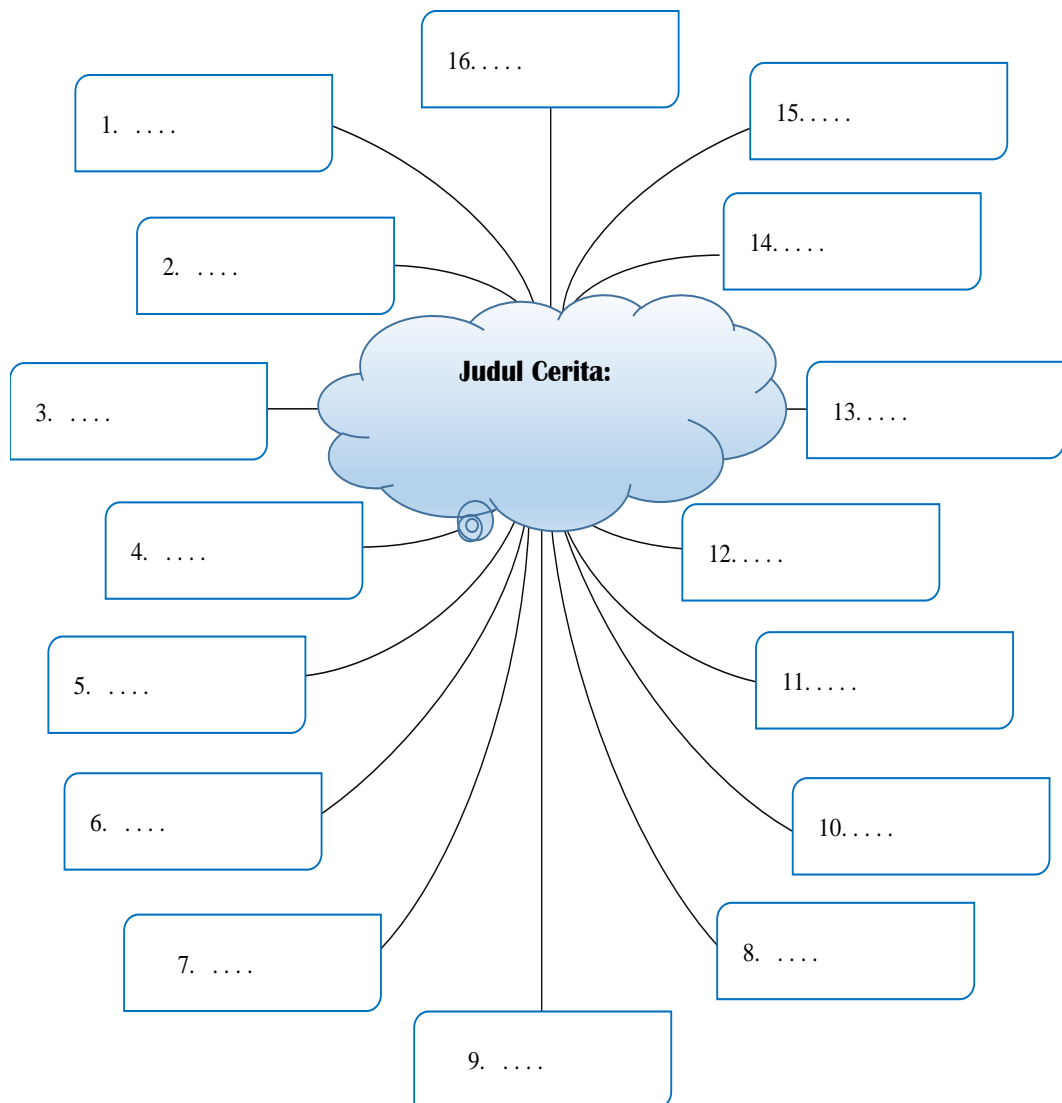 16. . . . .
1. . . . .
15. . . . .
2. . . . .
14. . . . .
Judul Cerita:
3. . . . .
13. . . . .
4. . . . .
12. . . . .
5. . . . .
11. . . . .
6. . . . .
10. . . . .
7. . . . .
8. . . . .
9. . . . .